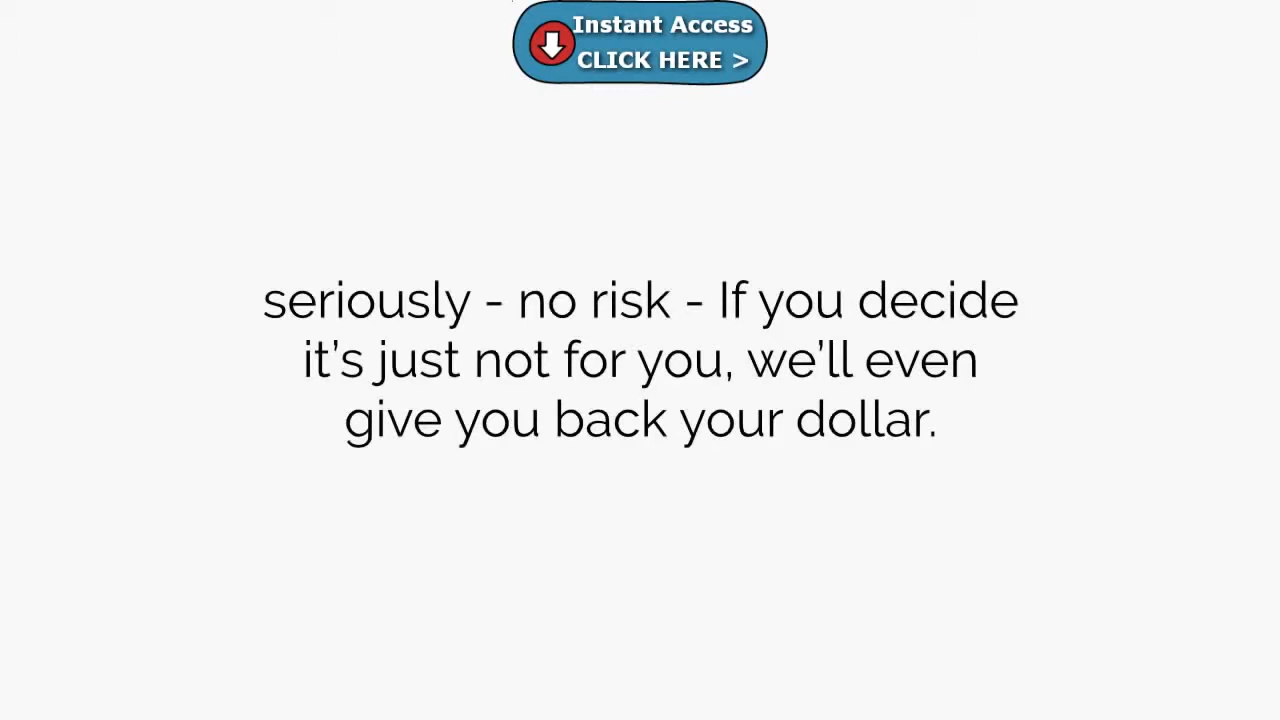 Instant Access
CLICK HERE >
seriously - no risk - If you decide
it’s just not for you, we’ll even
give you back your dollar.